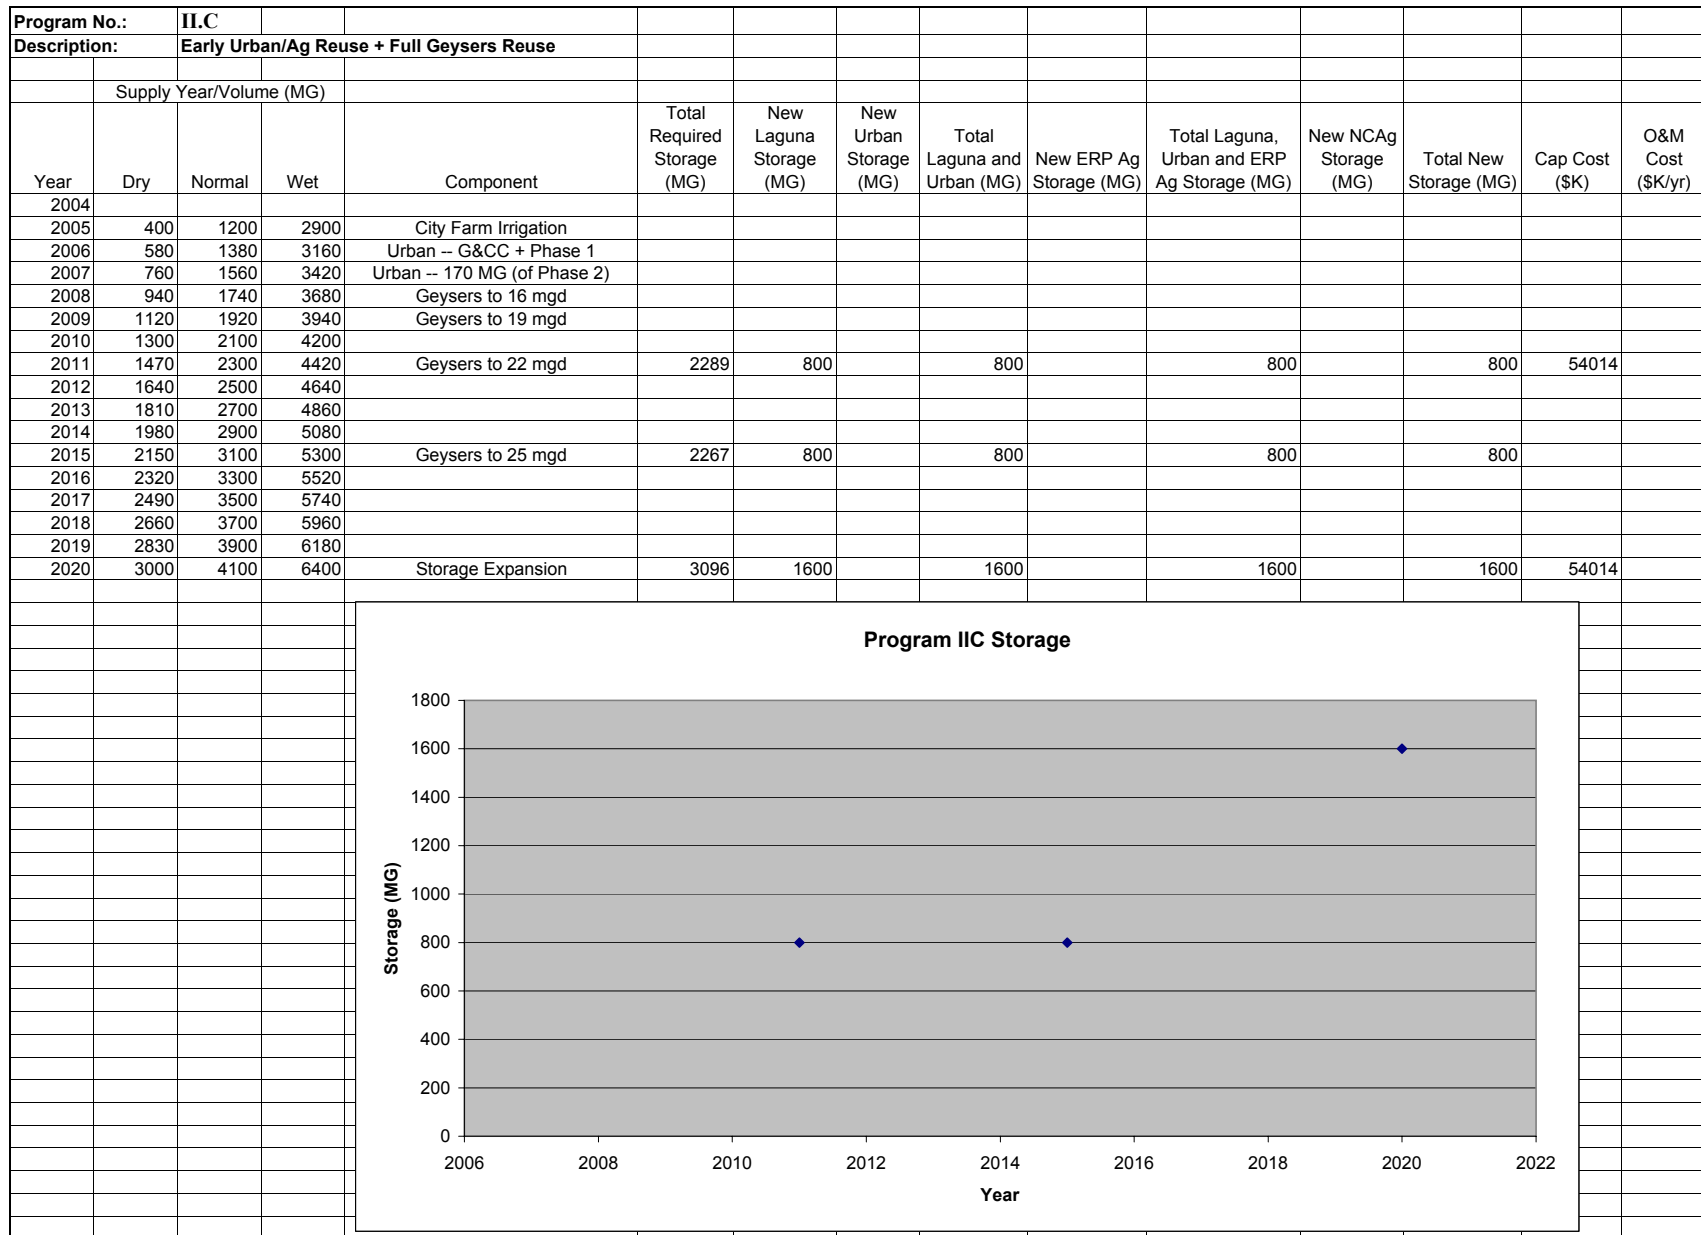 Program No.: II.C
Description: Early Urban/Ag Reuse + Full Geysers Reuse
Supply Year/Volume (MG)
Total New New
Required Laguna Urban Total Total Laguna, New NCAg O&M
Storage Storage Storage Laguna and New ERP Ag Urban and ERP Storage Total New Cap Cost Cost
Year Dry Normal Wet Component (MG) (MG) (MG) Urban (MG) Storage (MG) Ag Storage (MG) (MG) Storage (MG) ($K) ($K/yr)
2004
2005 400 1200 2900 City Farm Irrigation
2006 580 1380 3160 Urban -- G&CC + Phase 1
2007 760 1560 3420 Urban -- 170 MG (of Phase 2)
2008 940 1740 3680 Geysers to 16 mgd
2009 1120 1920 3940 Geysers to 19 mgd
2010 1300 2100 4200
2011 1470 2300 4420 Geysers to 22 mgd 2289 800 800 800 800 54014
2012 1640 2500 4640
2013 1810 2700 4860
2014 1980 2900 5080
2015 2150 3100 5300 Geysers to 25 mgd 2267 800 800 800 800
2016 2320 3300 5520
2017 2490 3500 5740
2018 2660 3700 5960
2019 2830 3900 6180
2020 3000 4100 6400 Storage Expansion 3096 1600 1600 1600 1600 54014
Program IIC Storage
1800
1600
1400
1200
1000
800
600
400
200
0
Storage (MG)
2006 2008 2010 2012 2014 2016 2018 2020 2022
Year